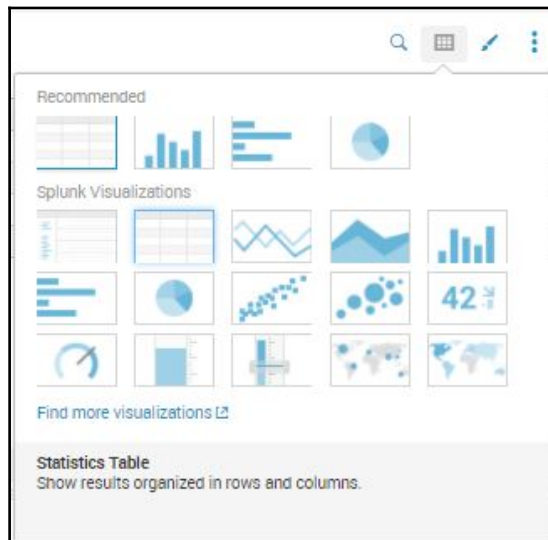 Recommended
Splunk Visualizations
42
Find more visualizations
Statistics Table
Show results organized in rows and columns.